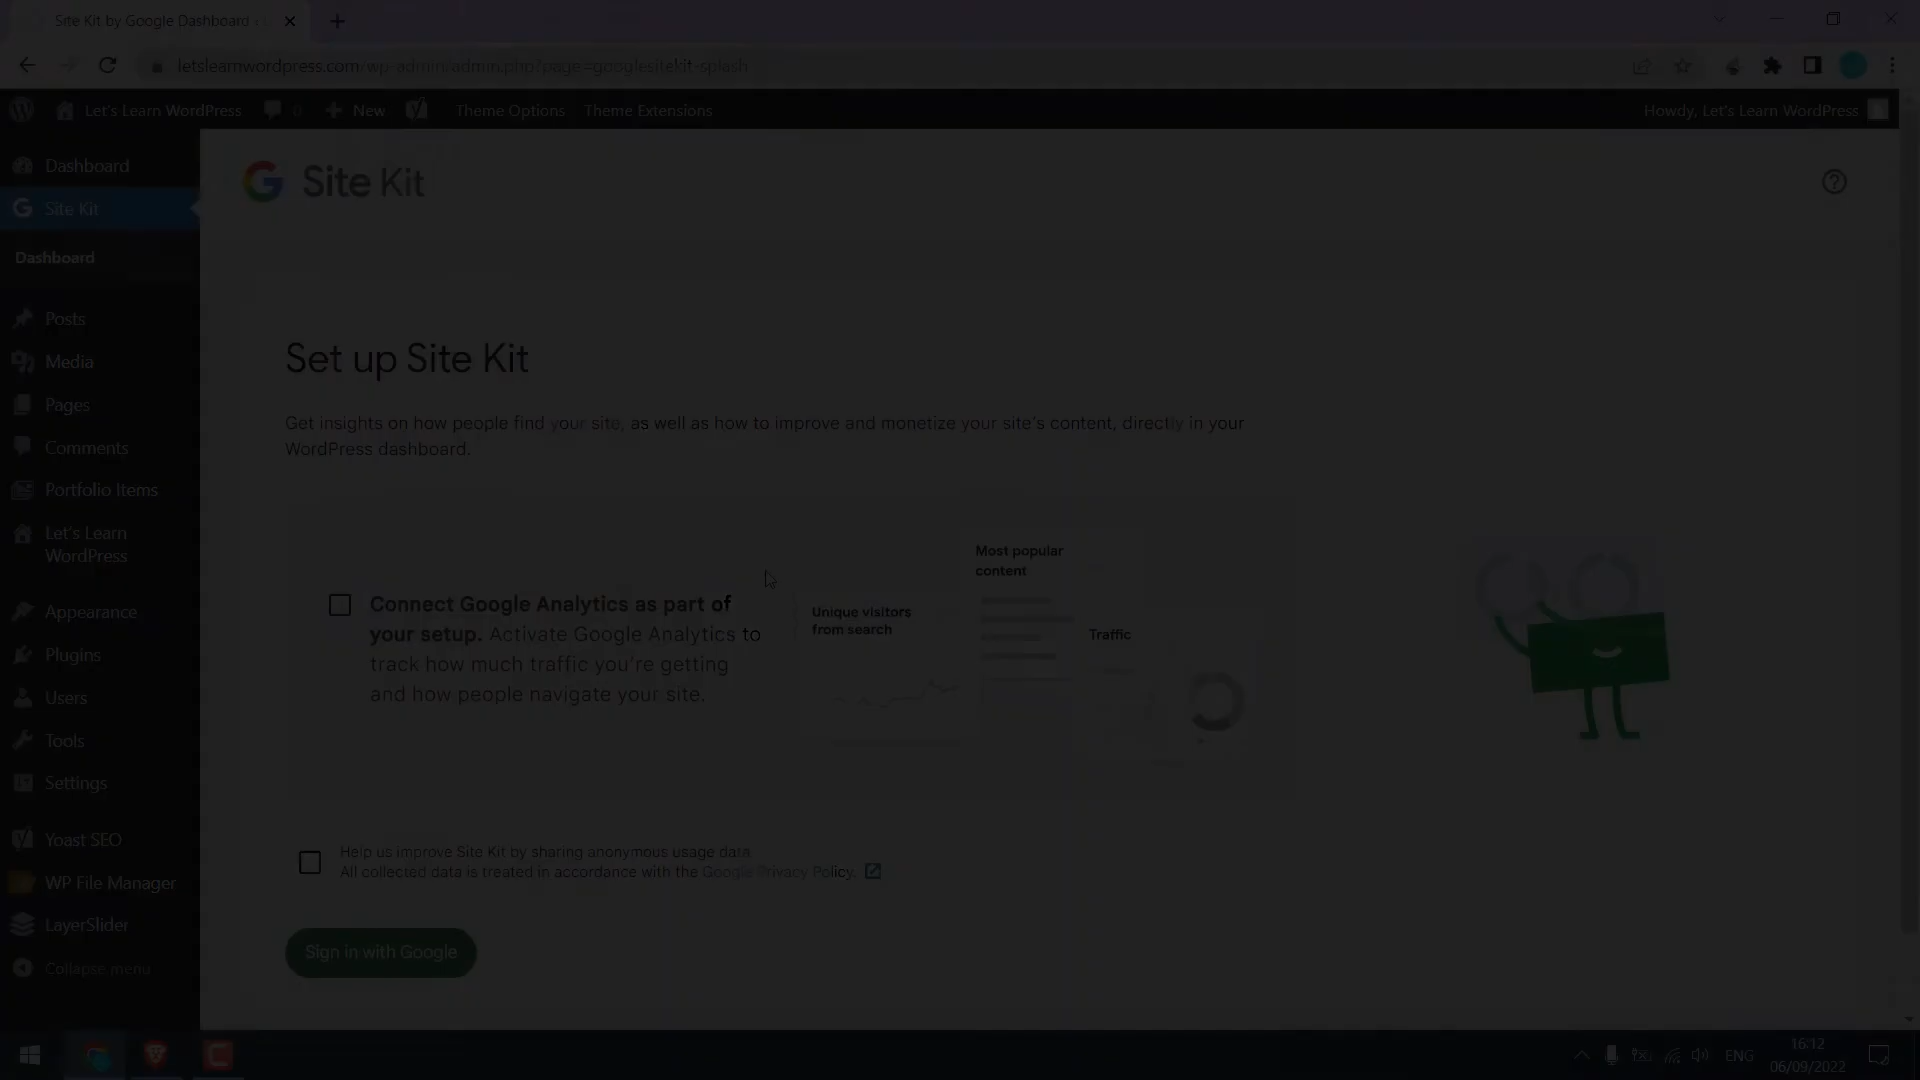 Site Kit by Google Dashboard
letslearnwordpress.com/wp-admin/admin.php?page=googlesitekit-splash
Let's Learn WordPress
0
New
Theme Options
Theme Extensions
Howdy, Let's Learn WordPress
Dashboard
Site Kit
Dashboard
Posts
Media
Pages
Comments
Portfolio Items
Let's Learn
WordPress
Appearance
Plugins
Users
Tools
Settings
Yoast SEO
WP File Manager
LayerSlider
Collapse menu
Site Kit
Set up Site Kit
Get insights on how people find your site, as well as how to improve and monetize your site's content, directly in your
WordPress dashboard.
Connect Google Analytics as part of
your setup. Activate Google Analytics to
track how much traffic you're getting
and how people navigate your site.
Most popular
content
Unique visitors
from search
Traffic
Help us improve Site Kit by sharing anonymous usage data.
All collected data is treated in accordance with the Google Privacy Policy.
Sign in with Google
ENG
16:12
06/09/2022